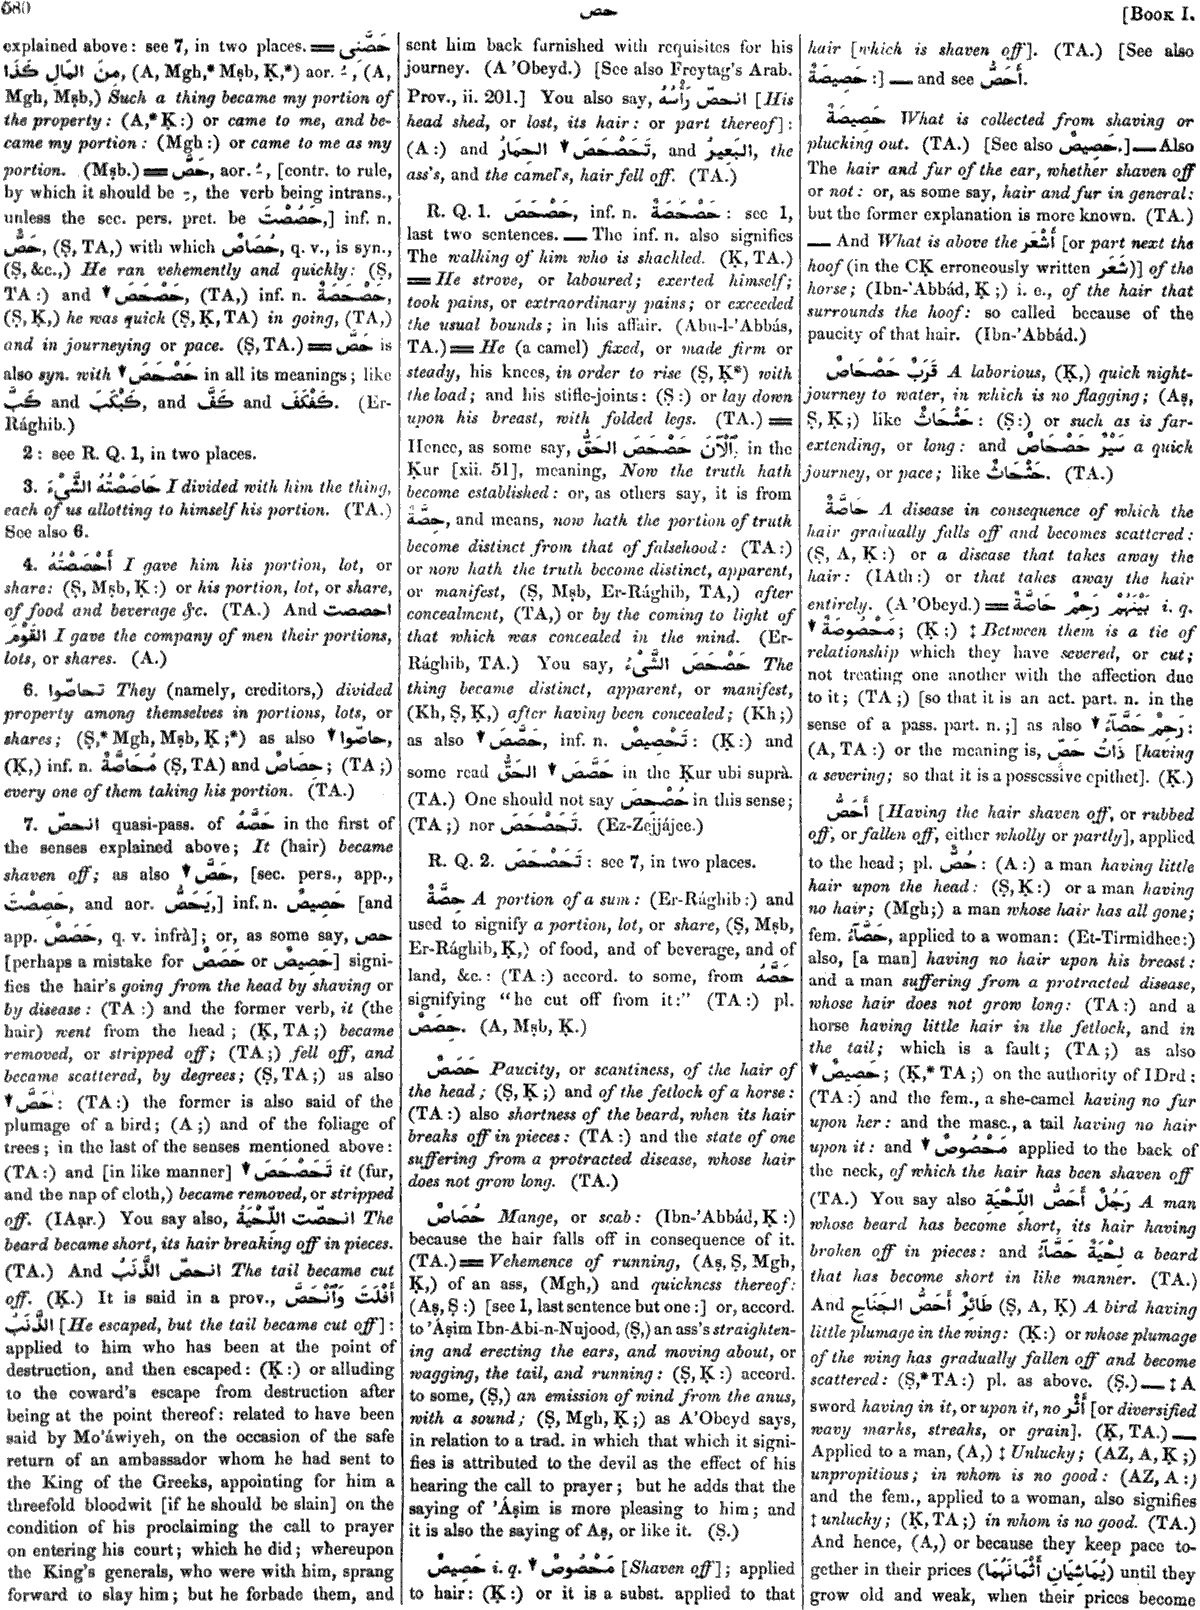 680
حص
[BOOK I.
explained above: see 7, in two places. ═ حَصَّنِى
مِنَ المَالِ كَذَا, (A, Mgh,* Mṣb, Ḳ,*) aor. ُ, (A,
Mgh, Mṣb,) Such a thing became my portion of
the property: (A,* Ḳ:) or came to me, and be-
came my portion: (Mgh:) or came to me as my
portion. (Mṣb.) ═ حَصَّ, aor. ُ, [contr. to rule,
by which it should be ِ, the verb being intrans.,
unless the sec. pers. pret. be حَصُصْتَ,] inf. n.
حَصٌّ, (Ṣ, TA,) with which حُصَاصٌ, q. v., is syn.,
(Ṣ, &c.,) He ran vehemently and quickly: (Ṣ,
TA:) and ▼ حَصْحَصَ, (TA,) inf. n. حَصْحَصَةٌ,
(Ṣ, Ḳ,) he was quick (Ṣ, Ḳ, TA) in going, (TA,)
and in journeying or pace. (Ṣ, TA.) ═ حَصَّ is
also syn. with ▼ حَصْحَصَ in all its meanings; like
كَبَّ and كَبْكَبَ, and كَفَّ and كَفْكَفَ. (Er-
Rághib.)
2: see R. Q. 1, in two places.
3. حَاصَصْتُهُ الشَّىْءَ I divided with him the thing,
each of us allotting to himself his portion. (TA.)
See also 6.
4. أَحْصَصْتُهُ I gave him his portion, lot, or
share: (Ṣ, Mṣb, Ḳ:) or his portion, lot, or share,
of food and beverage &c. (TA.) And احصصت
القَوْمَ I gave the company of men their portions,
lots, or shares. (A.)
6. تحاصّوا They (namely, creditors,) divided
property among themselves in portions, lots, or
shares; (Ṣ,* Mgh, Mṣb, Ḳ;*) as also ▼ حاصّوا,
(Ḳ,) inf. n. مُحَاصَّةٌ (Ṣ, TA) and حِصَاصٌ; (TA;)
every one of them taking his portion. (TA.)
7. انحصّ quasi-pass. of حَصَّهُ in the first of
the senses explained above; It (hair) became
shaven off; as also ▼ حَصَّ, [sec. pers., app.,
حَصِصْتَ, and aor. يَحَصُّ,] inf. n. حَصِيصٌ [and
app. حَصَصٌ, q. v. infrà]; or, as some say, حص
[perhaps a mistake for حَصِيصٌ or حَصَصٌ] signi-
fies the hair's going from the head by shaving or
by disease: (TA:) and the former verb, it (the
hair) went from the head; (Ḳ, TA;) became
removed, or stripped off; (TA;) fell off, and
became scattered, by degrees; (Ṣ, TA;) as also
▼ حَصَّ: (TA:) the former is also said of the
plumage of a bird; (A;) and of the foliage of
trees; in the last of the senses mentioned above:
(TA:) and [in like manner] ▼ تَحَصْحَصَ it (fur,
and the nap of cloth,) became removed, or stripped
off. (IAạr.) You say also, انحصّت اللِّحْيَةُ The
beard became short, its hair breaking off in pieces.
(TA.) And انحصّ الذَّنَبُ The tail became cut
off. (Ḳ.) It is said in a prov., أَفْلَتَ وَٱنْحَصَّ
الذَّنَبُ [He escaped, but the tail became cut off]:
applied to him who has been at the point of
destruction, and then escaped: (Ḳ:) or alluding
to the coward's escape from destruction after
being at the point thereof: related to have been
said by Mo'áwiyeh, on the occasion of the safe
return of an ambassador whom he had sent to
the King of the Greeks, appointing for him a
threefold bloodwit [if he should be slain] on the
condition of his proclaiming the call to prayer
on entering his court; which he did; whereupon
the King's generals, who were with him, sprang
forward to slay him; but he forbade them, and
sent him back furnished with requisites for his
journey. (A 'Obeyd.) [See also Freytag's Arab.
Prov., ii. 201.] You also say, انحصّ رَأْسُهُ [His
head shed, or lost, its hair: or part thereof]:
(A:) and تَحَصْحَصَ ▼ الحِمَارُ, and البَعِيرُ, the
ass's, and the camel's, hair fell off. (TA.)
R. Q. 1. حَصْحَصَ, inf. n. حَصْحَصَةٌ: see 1,
last two sentences. — The inf. n. also signifies
The walking of him who is shackled. (Ḳ, TA.)
═ He strove, or laboured; exerted himself;
took pains, or extraordinary pains; or exceeded
the usual bounds; in his affair. (Abu-l-'Abbás,
TA.) ═ He (a camel) fixed, or made firm or
steady, his knees, in order to rise (Ṣ, Ḳ*) with
the load; and his stifle-joints: (Ṣ:) or lay down
upon his breast, with folded legs. (TA.) ═
Hence, as some say, ٱلْآنَ حَصْحَصَ الحَقُّ, in the
Ḳur [xii. 51], meaning, Now the truth hath
become established: or, as others say, it is from
حِصَّةٌ, and means, now hath the portion of truth
become distinct from that of falsehood: (TA:)
or now hath the truth become distinct, apparent,
or manifest, (Ṣ, Mṣb, Er-Rághib, TA,) after
concealment, (TA,) or by the coming to light of
that which was concealed in the mind. (Er-
Rághib, TA.) You say, حَصْحَصَ الشَّىْءُ The
thing became distinct, apparent, or manifest,
(Kh, Ṣ, Ḳ,) after having been concealed; (Kh;)
as also ▼ حَصَّصَ, inf. n. تَحْصِيصٌ: (Ḳ:) and
some read حَصَّصَ ▼ الحَقُّ in the Ḳur ubi suprà.
(TA.) One should not say حُصْحِصَ in this sense;
(TA;) nor تَحَصْحَصَ. (Ez-Zejjájee.)
R. Q. 2. تَحَصْحَصَ: see 7, in two places.
حِصَّةٌ A portion of a sum: (Er-Rághib:) and
used to signify a portion, lot, or share, (Ṣ, Mṣb,
Er-Rághib, Ḳ,) of food, and of beverage, and of
land, &c.: (TA:) accord. to some, from حَصَّهُ
signifying "he cut off from it:" (TA:) pl.
حِصَصٌ. (A, Mṣb, Ḳ.)
حَصَصٌ Paucity, or scantiness, of the hair of
the head; (Ṣ, Ḳ;) and of the fetlock of a horse:
(TA:) also shortness of the beard, when its hair
breaks off in pieces: (TA:) and the state of one
suffering from a protracted disease, whose hair
does not grow long. (TA.)
حُصَاصٌ Mange, or scab: (Ibn-'Abbád, Ḳ:)
because the hair falls off in consequence of it.
(TA.) ═ Vehemence of running, (Aṣ, Ṣ, Mgh,
Ḳ,) of an ass, (Mgh,) and quickness thereof:
(Aṣ, Ṣ:) [see 1, last sentence but one:] or, accord.
to 'Áṣim Ibn-Abi-n-Nujood, (Ṣ,) an ass's straighten-
ing and erecting the ears, and moving about, or
wagging, the tail, and running: (Ṣ, Ḳ:) accord.
to some, (Ṣ,) an emission of wind from the anus,
with a sound; (Ṣ, Mgh, Ḳ;) as A'Obeyd says,
in relation to a trad. in which that which it signi-
fies is attributed to the devil as the effect of his
hearing the call to prayer; but he adds that the
saying of 'Áṣim is more pleasing to him; and
it is also the saying of Aṣ, or like it. (Ṣ.)
حَصِيصٌ i. q. ▼ مَحْصُوصٌ [Shaven off]; applied
to hair: (Ḳ:) or it is a subst. applied to that
hair [which is shaven off]. (TA.) [See also
حَصِيصَةٌ:] — and see أَحَصُّ.
حَصِيصَةٌ What is collected from shaving or
plucking out. (TA.) [See also حَصِيصٌ.] — Also
The hair and fur of the ear, whether shaven off
or not: or, as some say, hair and fur in general:
but the former explanation is more known. (TA.)
— And What is above the أَشْعَر [or part next the
hoof (in the CḲ erroneously written شَعَر)] of the
horse; (Ibn-'Abbád, Ḳ;) i. e., of the hair that
surrounds the hoof: so called because of the
paucity of that hair. (Ibn-'Abbád.)
قَرَبٌ حَصْحَاصٌ A laborious, (Ḳ,) quick night-
journey to water, in which is no flagging; (Aṣ,
Ṣ, Ḳ;) like حَثْحَاثٌ: (Ṣ:) or such as is far-
extending, or long: and سَيْرٌ حَصْحَاصٌ a quick
journey, or pace; like حَثْحَاثٌ. (TA.)
حَاصَّةٌ A disease in consequence of which the
hair gradually falls off and becomes scattered:
(Ṣ, A, Ḳ:) or a disease that takes away the
hair: (IAth:) or that takes away the hair
entirely. (A 'Obeyd.) ═ بَيْنَهُمْ رَحِمٌ حَاصَّةٌ i. q.
▼ مَحْصُوصَةٌ; (Ḳ:) ‡ Between them is a tie of
relationship which they have severed, or cut;
not treating one another with the affection due
to it; (TA;) [so that it is an act. part. n. in the
sense of a pass. part. n.;] as also ▼ رَحِمٌ حَصَّآءُ:
(A, TA:) or the meaning is, ذَاتُ حَصٍّ [having
a severing; so that it is a possessive epithet]. (Ḳ.)
أَحَصُّ [Having the hair shaven off, or rubbed
off, or fallen off, either wholly or partly], applied
to the head; pl. حُصٌّ: (A:) a man having little
hair upon the head: (Ṣ, Ḳ:) or a man having
no hair; (Mgh;) a man whose hair has all gone;
fem. حَصَّآءُ, applied to a woman: (Et-Tirmidhee:)
also, [a man] having no hair upon his breast:
and a man suffering from a protracted disease,
whose hair does not grow long: (TA:) and a
horse having little hair in the fetlock, and in
the tail; which is a fault; (TA;) as also
▼ حَصِيصٌ; (Ḳ,* TA;) on the authority of IDrd:
(TA:) and the fem., a she-camel having no fur
upon her: and the masc., a tail having no hair
upon it: and ▼ مَحْصُوصٌ applied to the back of
the neck, of which the hair has been shaven off
(TA.) You say also رَجُلٌ أَحَصُّ اللِّحْيَةِ A man
whose beard has become short, its hair having
broken off in pieces: and لِحْيَةٌ حَصَّآءُ a beard
that has become short in like manner. (TA.)
And طَائِرٌ أَحَصُّ الجَنَاحِ (Ṣ, A, Ḳ) A bird having
little plumage in the wing: (Ḳ:) or whose plumage
of the wing has gradually fallen off and become
scattered: (Ṣ,* TA:) pl. as above. (Ṣ.) — ‡ A
sword having in it, or upon it, no أَثْر [or diversified
wavy marks, streaks, or grain]. (Ḳ, TA.) —
Applied to a man, (A,) ‡ Unlucky; (AZ, A, Ḳ;)
unpropitious; in whom is no good: (AZ, A:)
and the fem., applied to a woman, also signifies
‡ unlucky; (Ḳ, TA;) in whom is no good. (TA.)
And hence, (A,) or because they keep pace to-
gether in their prices (يُمَاشِيَانِ أَثْمَانَهُمَا) until they
grow old and weak, when their prices become